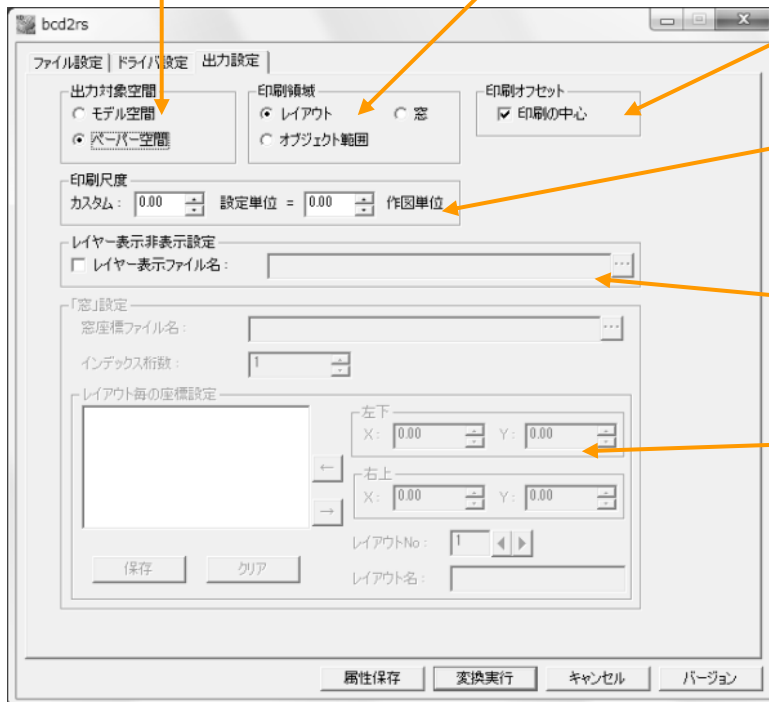 bcd2rs
ファイル設定 ドライバ設定 出力設定
出力対象空間
モデル空間
ペーパー空間
印刷領域
レイアウト 窓
オブジェクト範囲
印刷オフセット
印刷の中心
印刷尺度
カスタム： 0.00 設定単位 = 0.00 作図単位
レイヤー表示非表示設定
レイヤー表示ファイル名： ...
「窓」設定
窓座標ファイル名： ...
インデックス桁数： 1
レイアウト毎の座標設定
左下
X： 0.00 Y： 0.00
←
→
右上
X： 0.00 Y： 0.00
レイアウトNo： 1
レイアウト名：
保存 クリア
属性保存 変換実行 キャンセル バージョン